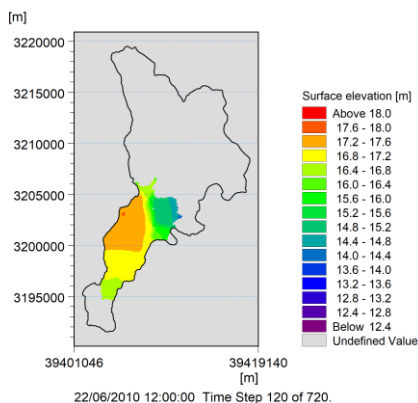 [m]
3220000
3215000
3210000
3205000
3200000
3195000
39401046
39419140
[m]
22/06/2010 12:00:00 Time Step 120 of 720.
Surface elevation [m]
Above 18.0
17.6 - 18.0
17.2 - 17.6
16.8 - 17.2
16.4 - 16.8
16.0 - 16.4
15.6 - 16.0
15.2 - 15.6
14.8 - 15.2
14.4 - 14.8
14.0 - 14.4
13.6 - 14.0
13.2 - 13.6
12.8 - 13.2
12.4 - 12.8
Below 12.4
Undefined Value